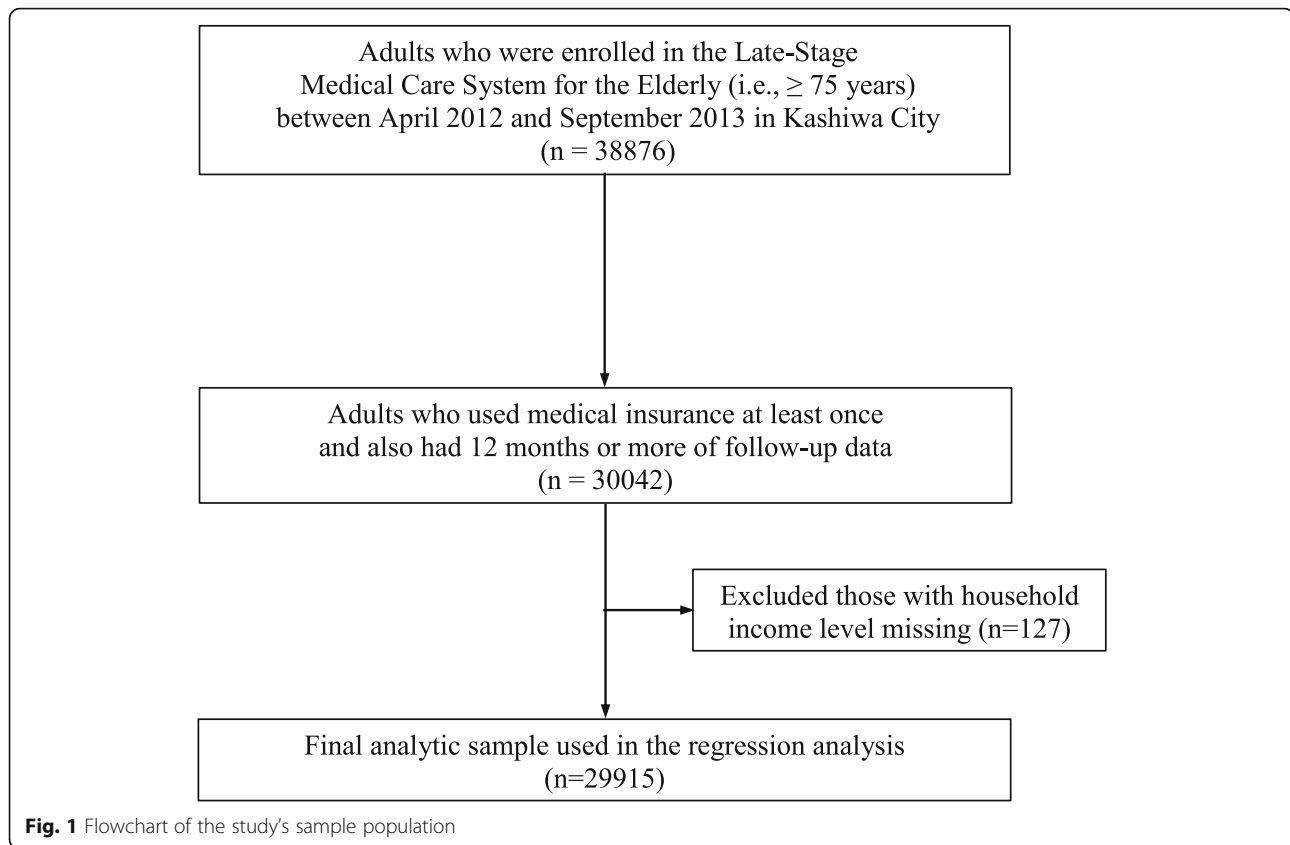 Adults who were enrolled in the Late-Stage
Medical Care System for the Elderly (i.e., ≥ 75 years)
between April 2012 and September 2013 in Kashiwa City
(n = 38876)
Adults who used medical insurance at least once
and also had 12 months or more of follow-up data
(n = 30042)
Excluded those with household
income level missing (n=127)
Final analytic sample used in the regression analysis
(n=29915)
Fig. 1 Flowchart of the study’s sample population